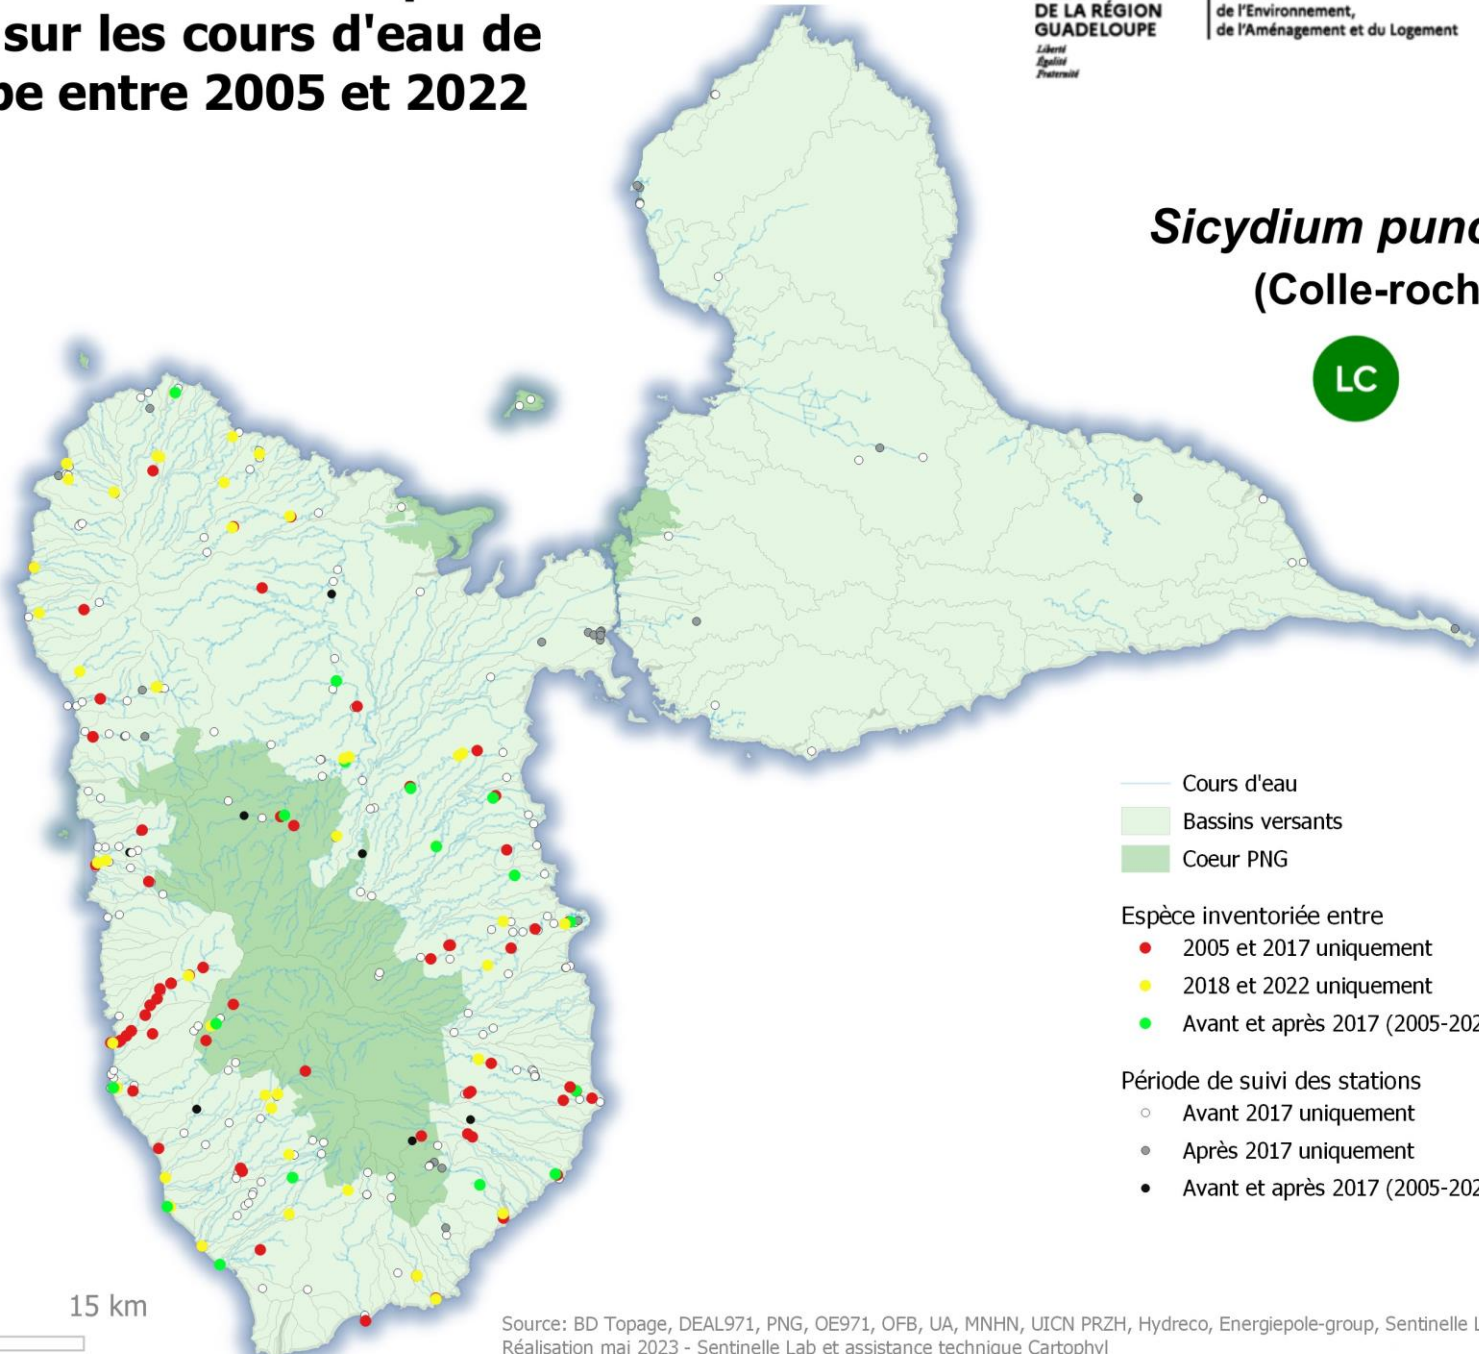 sur les cours d'eau de
entre 2005 et 2022
DE LA RÉGION
GUADELOUPE
Liberté
Égalité
Fraternité
de l'Environnement,
de l'Aménagement et du Logement
Sicydium punc
(Colle-roch
LC
Cours d'eau
Bassins versants
Coeur PNG
Espèce inventoriée entre
2005 et 2017 uniquement
2018 et 2022 uniquement
Avant et après 2017 (2005-202
Période de suivi des stations
Avant 2017 uniquement
Après 2017 uniquement
Avant et après 2017 (2005-202
15 km
Source: BD Topage, DEAL971, PNG, OE971, OFB, UA, MNHN, UICN PRZH, Hydreco, Energiepole-group, Sentinelle L
Réalisation mai 2023 - Sentinelle Lab et assistance technique Cartophyl